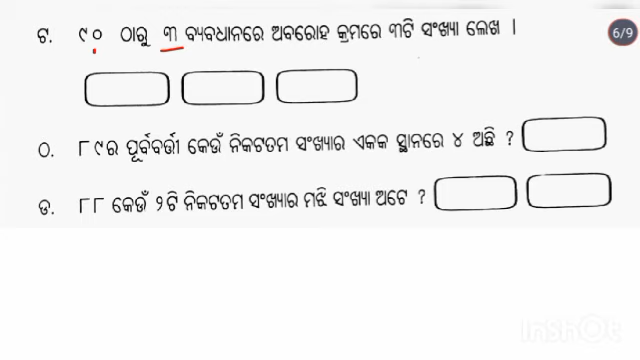 ଟ. ୯୦ ଠାରୁ ୩ ବ୍ୟବଧାନରେ ଅବରୋହ କ୍ରମରେ ୩ଟି ସଂଖ୍ୟା ଲେଖ ।
6/9
ଠ. ୮୯ର ପୂର୍ବବର୍ତ୍ତୀ କେଉଁ ନିକଟତମ ସଂଖ୍ୟାର ଏକକ ସ୍ଥାନରେ ୪ ଅଛି ?
ଡ. ୮୮ କେଉଁ ୨ଟି ନିକଟତମ ସଂଖ୍ୟାର ମଝି ସଂଖ୍ୟା ଅଟେ ?
InShOt